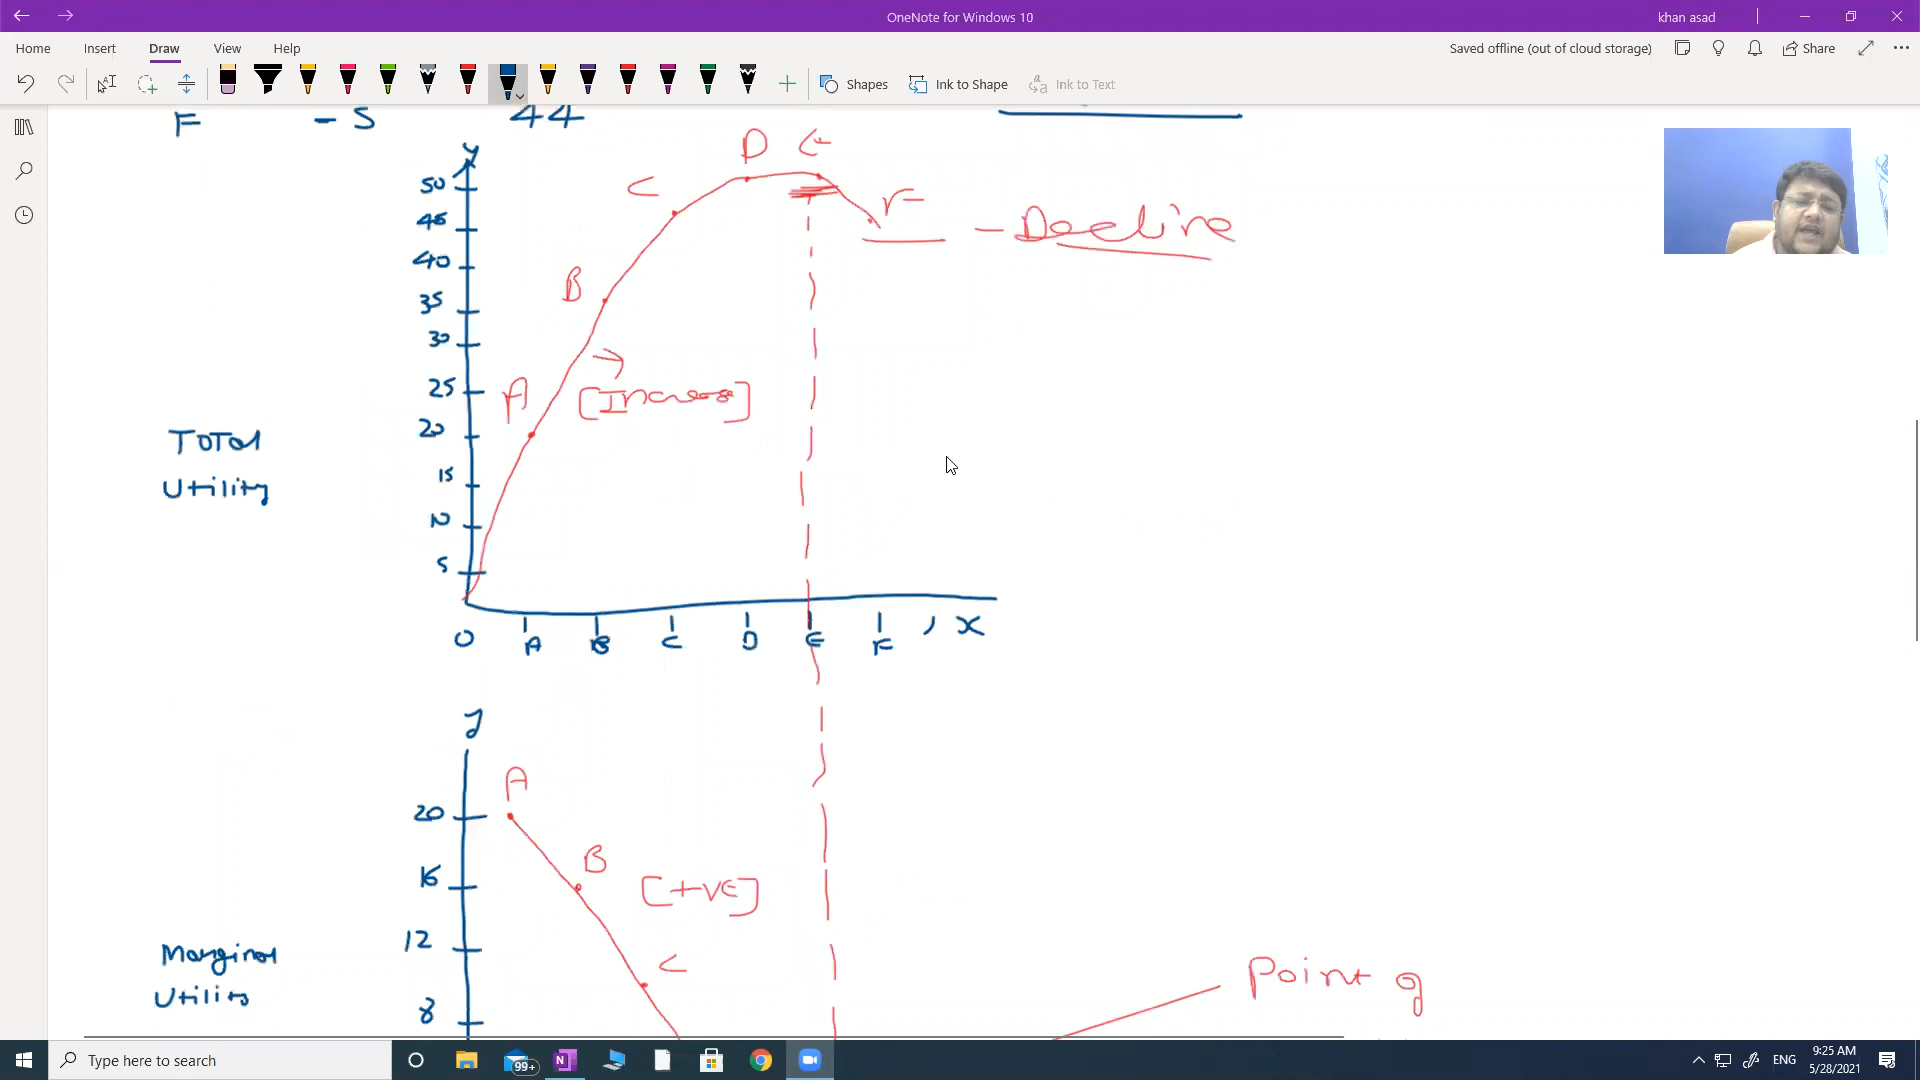 OneNote for Windows 10
khan asad
Home Insert Draw View Help
Saved offline (out of cloud storage)
Share
Shapes
Ink to Shape
Ink to Text
F -5 44
y
50
45
40
35
30
25
20
15
10
5
Total
Utility
A
B
C
D
F
[Increase]
- Decline
0 A B C D E F , x
y
20
16
12
8
A
B
C
[+VE]
Marginal
Utility
Point of
Type here to search
99+
ENG
9:25 AM
5/28/2021